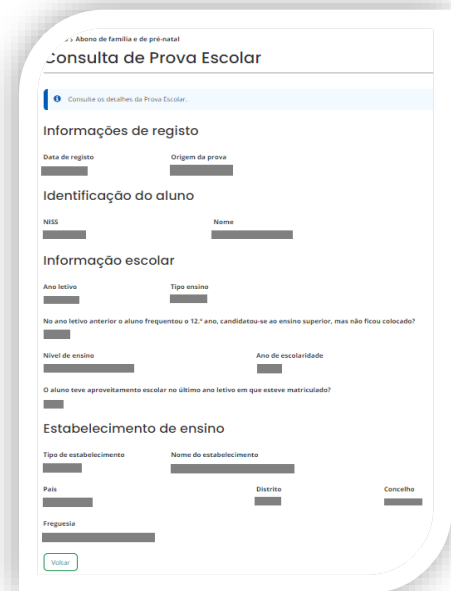 › Abono de família e de pré-natal
Consulta de Prova Escolar
Consulte os detalhes da Prova Escolar.
Informações de registo
Data de registo Origem da prova
Identificação do aluno
NISS Nome
Informação escolar
Ano letivo Tipo ensino
No ano letivo anterior o aluno frequentou o 12.º ano, candidatou-se ao ensino superior, mas não ficou colocado?
Nível de ensino Ano de escolaridade
O aluno teve aproveitamento escolar no último ano letivo em que esteve matriculado?
Estabelecimento de ensino
Tipo de estabelecimento Nome do estabelecimento
País Distrito Concelho
Freguesia
Voltar